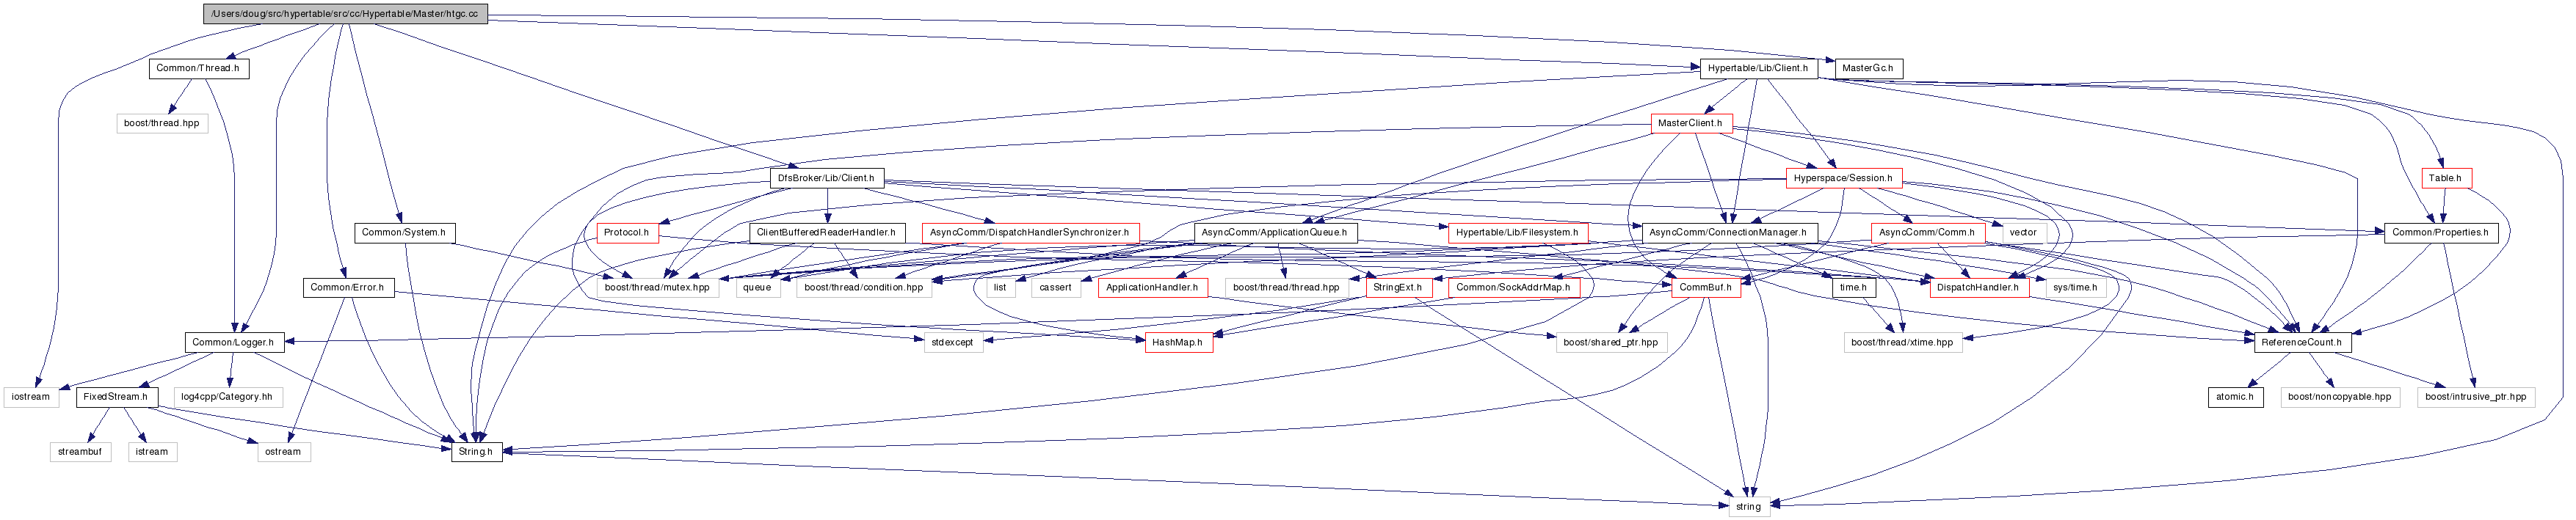 /Users/doug/src/hypertable/src/cc/Hypertable/Master/htgc.cc
Common/Thread.h
Hypertable/Lib/Client.h
MasterGc.h
boost/thread.hpp
MasterClient.h
DfsBroker/Lib/Client.h
Hyperspace/Session.h
Table.h
Common/System.h
Protocol.h
ClientBufferedReaderHandler.h
AsyncComm/DispatchHandlerSynchronizer.h
AsyncComm/ApplicationQueue.h
Hypertable/Lib/Filesystem.h
AsyncComm/ConnectionManager.h
AsyncComm/Comm.h
vector
Common/Properties.h
Common/Error.h
boost/thread/mutex.hpp
queue
boost/thread/condition.hpp
list
cassert
ApplicationHandler.h
boost/thread/thread.hpp
StringExt.h
Common/SockAddrMap.h
CommBuf.h
time.h
DispatchHandler.h
sys/time.h
Common/Logger.h
stdexcept
HashMap.h
boost/shared_ptr.hpp
boost/thread/xtime.hpp
ReferenceCount.h
iostream
FixedStream.h
log4cpp/Category.hh
atomic.h
boost/noncopyable.hpp
boost/intrusive_ptr.hpp
streambuf
istream
ostream
String.h
string